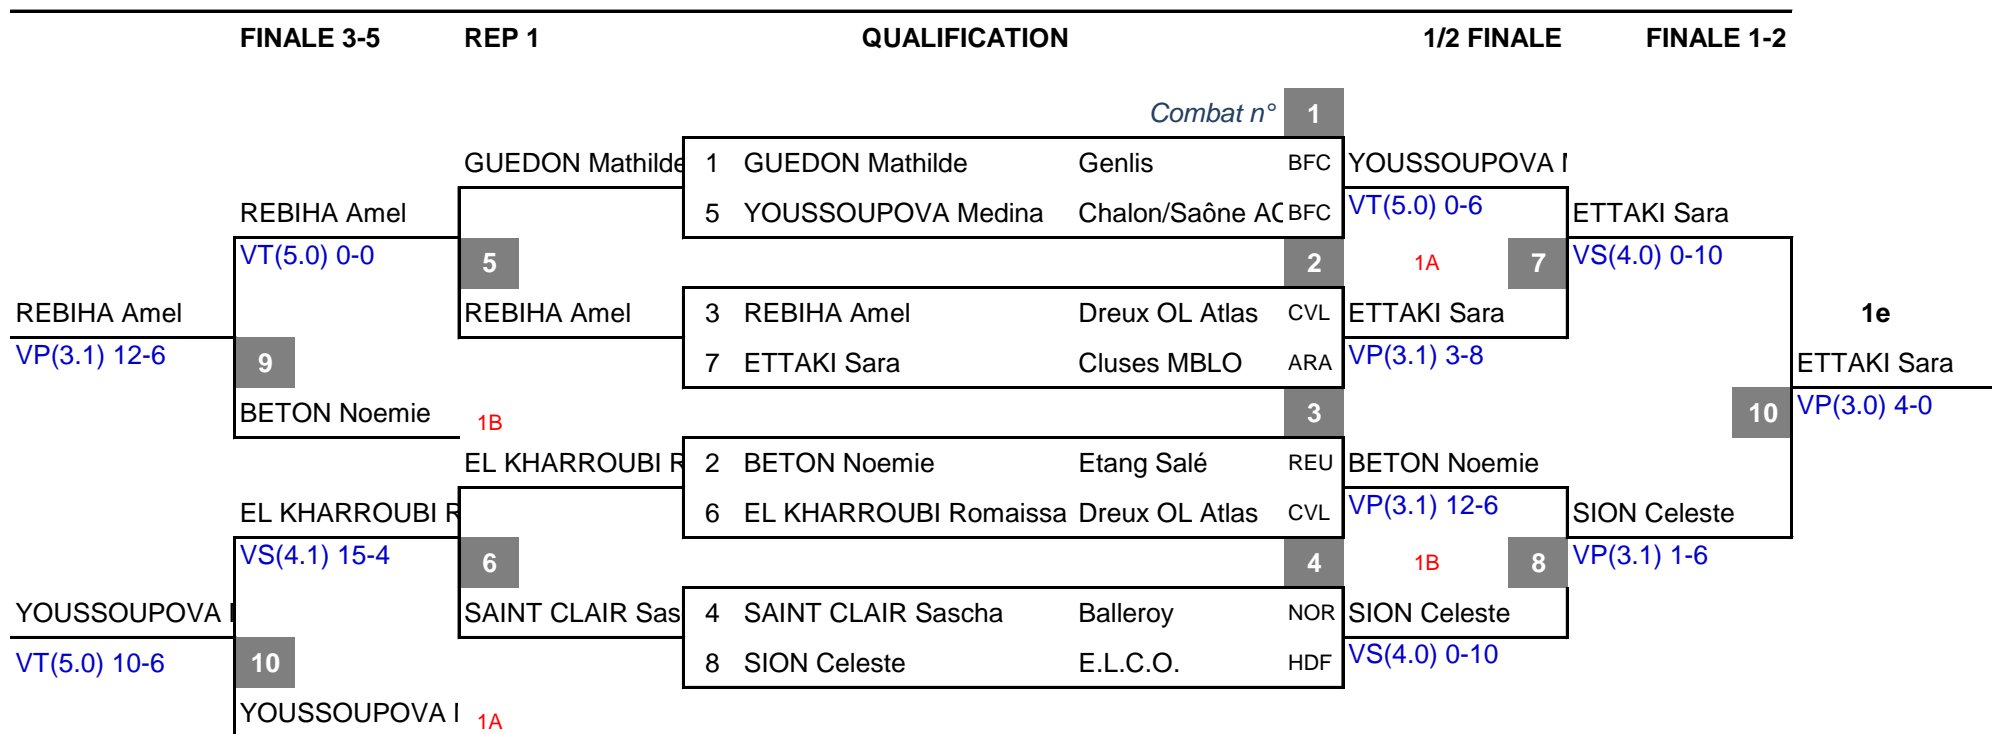 FINALE 3-5 REP 1 QUALIFICATION 1/2 FINALE FINALE 1-2
Combat n° 1
GUEDON Mathilde 1 GUEDON Mathilde Genlis BFC YOUSSOUPOVA
REBIHA Amel 5 YOUSSOUPOVA Medina Chalon/Saône AC BFC VT(5.0) 0-6 ETTAKI Sara
VT(5.0) 0-0 5 2 1A 7 VS(4.0) 0-10
REBIHA Amel REBIHA Amel 3 REBIHA Amel Dreux OL Atlas CVL ETTAKI Sara 1e
VP(3.1) 12-6 9 7 ETTAKI Sara Cluses MBLO ARA VP(3.1) 3-8 ETTAKI Sara
BETON Noemie 1B 3 10 VP(3.0) 4-0
EL KHARROUBI R 2 BETON Noemie Etang Salé REU BETON Noemie
EL KHARROUBI R 6 EL KHARROUBI Romaissa Dreux OL Atlas CVL VP(3.1) 12-6 SION Celeste
VS(4.1) 15-4 6 4 1B 8 VP(3.1) 1-6
YOUSSOUPOVA SAINT CLAIR Sas 4 SAINT CLAIR Sascha Balleroy NOR SION Celeste
VT(5.0) 10-6 10 8 SION Celeste E.L.C.O. HDF VS(4.0) 0-10
YOUSSOUPOVA 1A